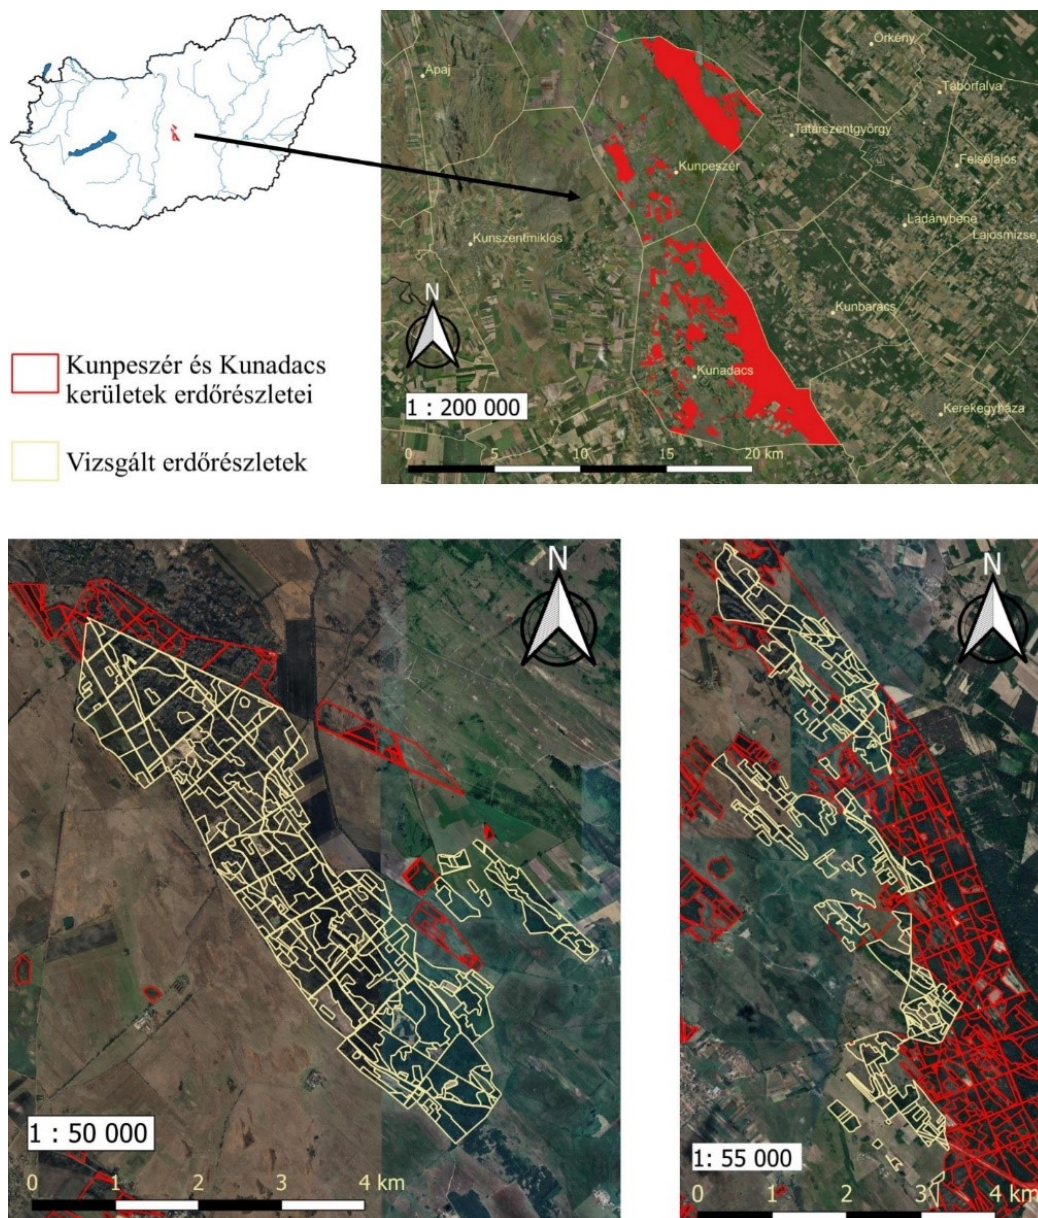 Apaj
Örkény
Táborfalva
Tatárszentgyörgy
Felsőlajos
Kunpeszér
Ladánybene
Lajosmizse
Kunszentmiklós
Kunbaracs
Kunadacs
Kerekegyháza
N
1 : 200 000
0 5 10 15 20 km
Kunpeszér és Kunadacs
kerületek erdőrészletei
Vizsgált erdőrészletek
N
1 : 50 000
0 1 2 3 4 km
N
1: 55 000
0 1 2 3 4 km